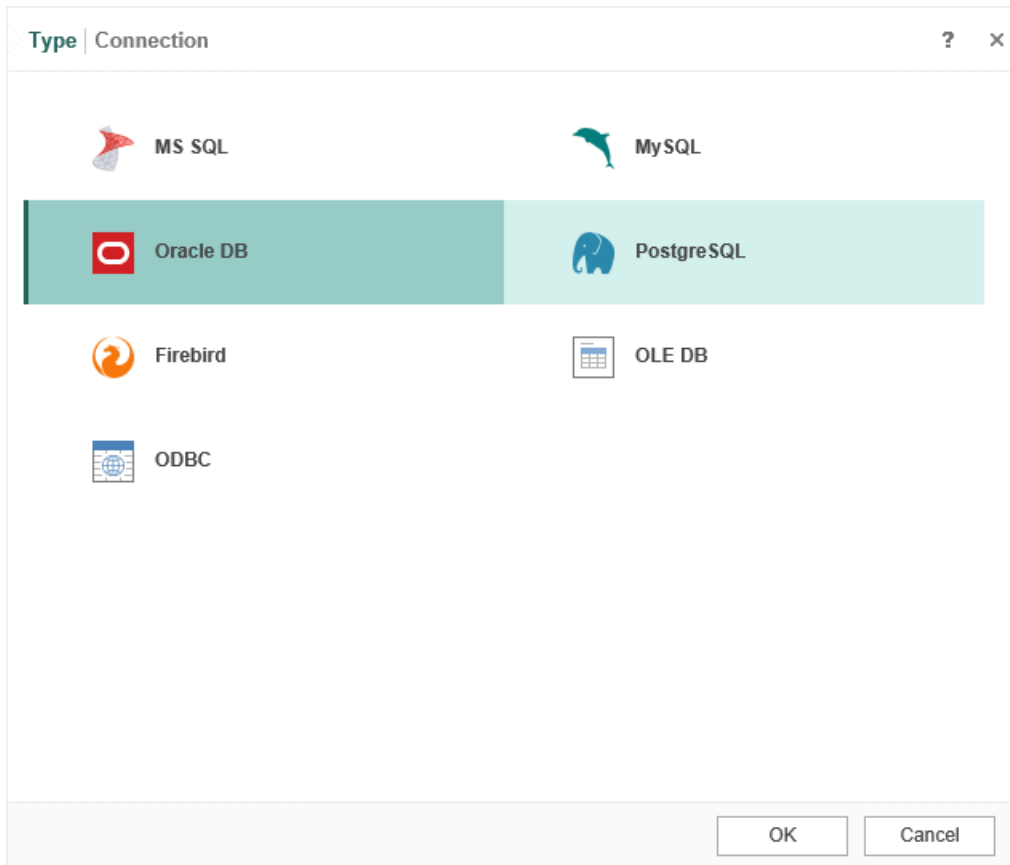 Type | Connection ? ×
MS SQL MySQL
Oracle DB PostgreSQL
Firebird OLE DB
ODBC
OK Cancel